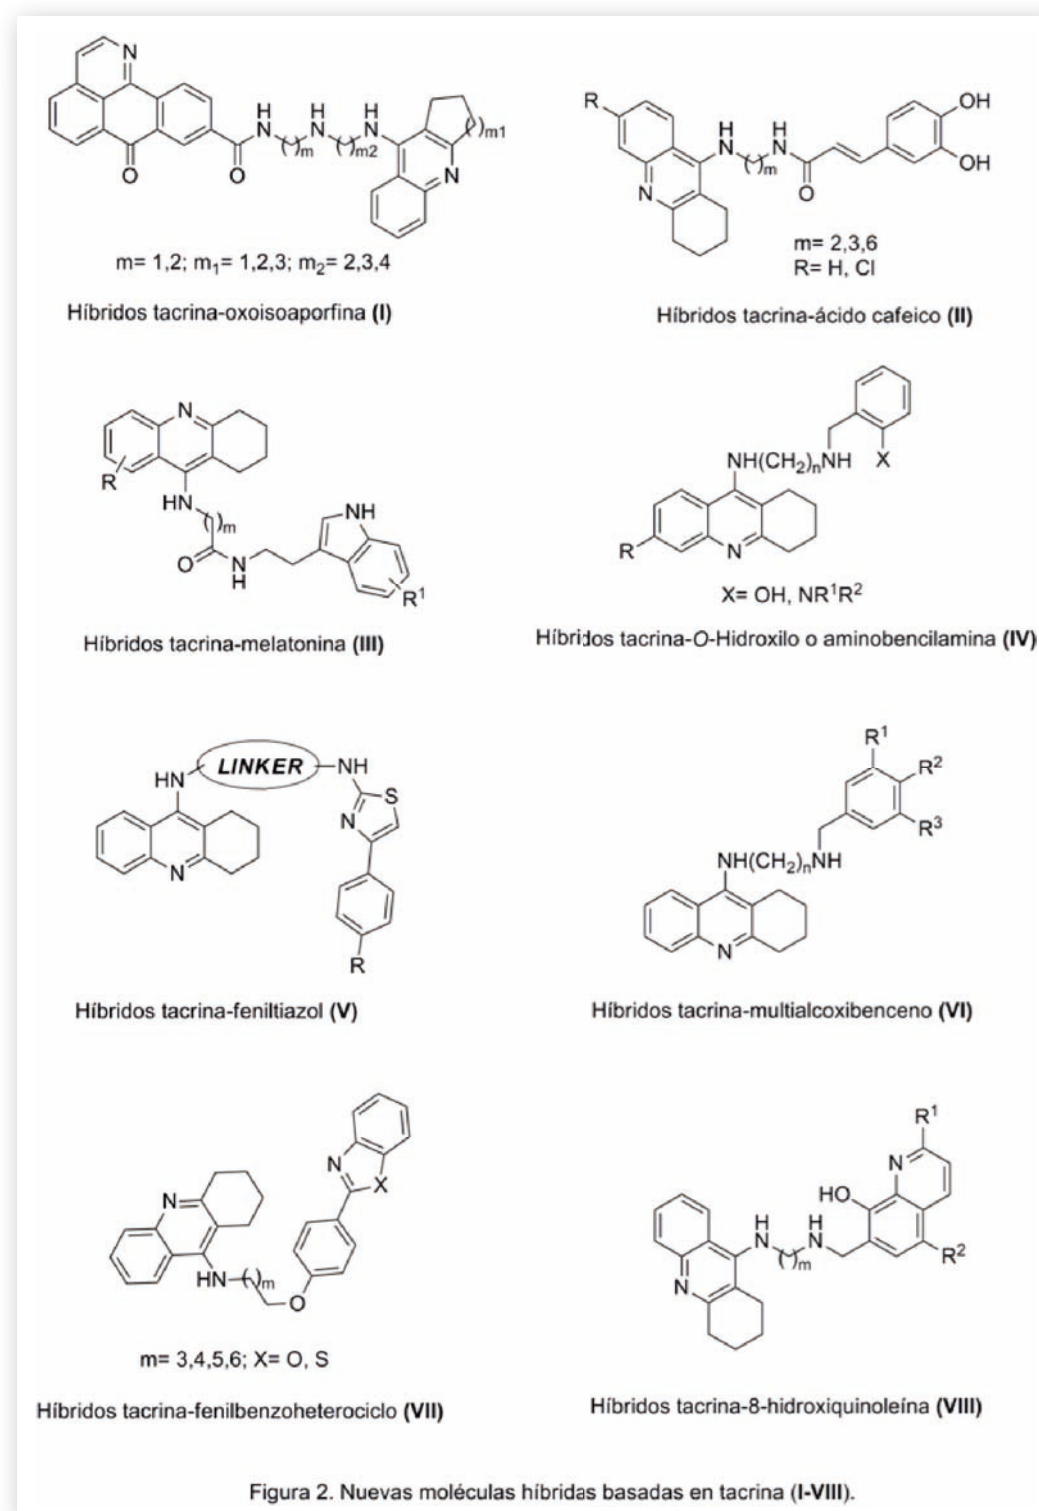 N
H
N
H
N
H
N
( )m
( )m2
( )m1
N
O
O
m= 1,2; m1= 1,2,3; m2= 2,3,4
Híbridos tacrina-oxoisoaporfina (I)
R
H
N
H
N
( )m
N
O
OH
OH
m= 2,3,6
R= H, Cl
Híbridos tacrina-ácido cafeico (II)
N
R
HN
( )m
O
N
H
NH
R1
Híbridos tacrina-melatonina (III)
NH(CH2)nNH
X
R
N
X= OH, NR1R2
Híbridos tacrina-O-Hidroxilo o aminobencilamina (IV)
HN
LINKER
NH
S
N
N
R
Híbridos tacrina-feniltiazol (V)
R1
R2
R3
NH(CH2)nNH
N
Híbridos tacrina-multialcoxibenceno (VI)
N
X
N
HN
( )m
O
m= 3,4,5,6; X= O, S
Híbridos tacrina-fenilbenzoheterociclo (VII)
R1
N
HO
H
N
H
N
( )m
R2
N
Híbridos tacrina-8-hidroxiquinoleína (VIII)
Figura 2. Nuevas moléculas híbridas basadas en tacrina (I-VIII).